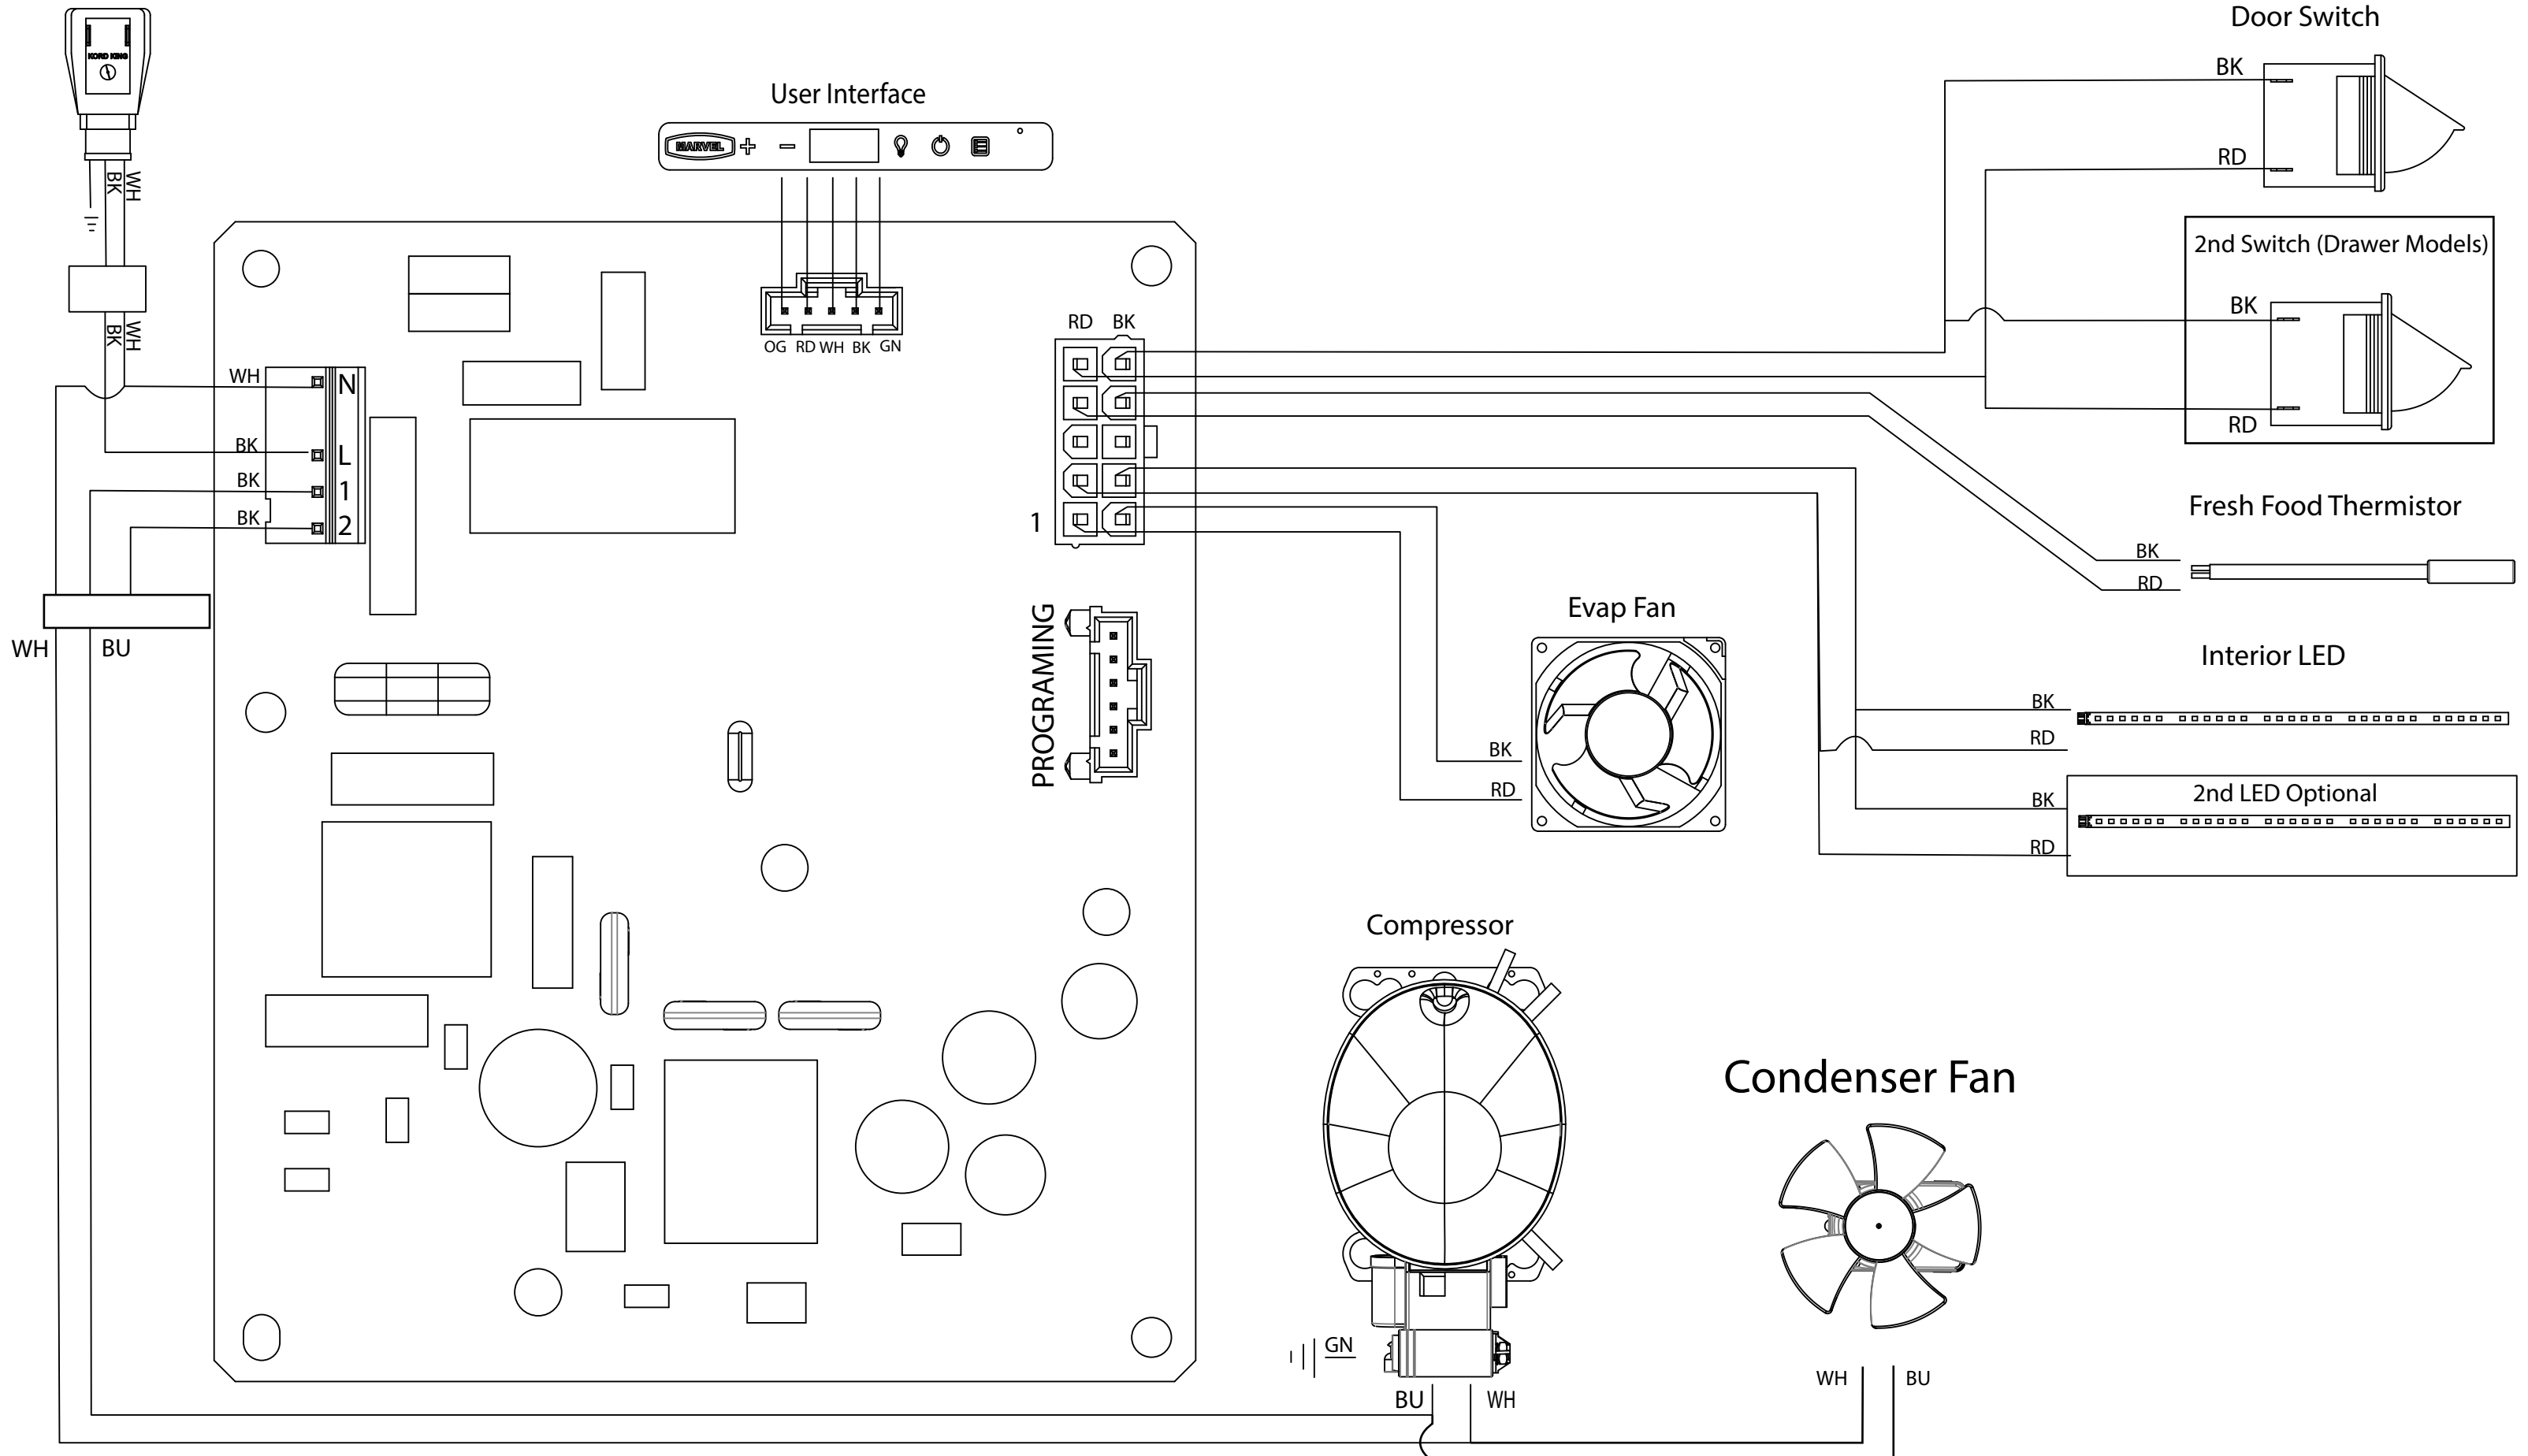 Door Switch
KORD KING
BK
User Interface
MARVEL
RD
BK
WH
2nd Switch (Drawer Models)
BK
BK
WH
RD BK
OG RD WH BK GN
WH N
RD
BK L
BK 1
BK 2
1
Fresh Food Thermistor
BK
RD
PROGRAMING
Evap Fan
WH BU
Interior LED
BK
RD
BK
RD
2nd LED Optional
BK
RD
Compressor
Condenser Fan
GN
BU WH
WH BU